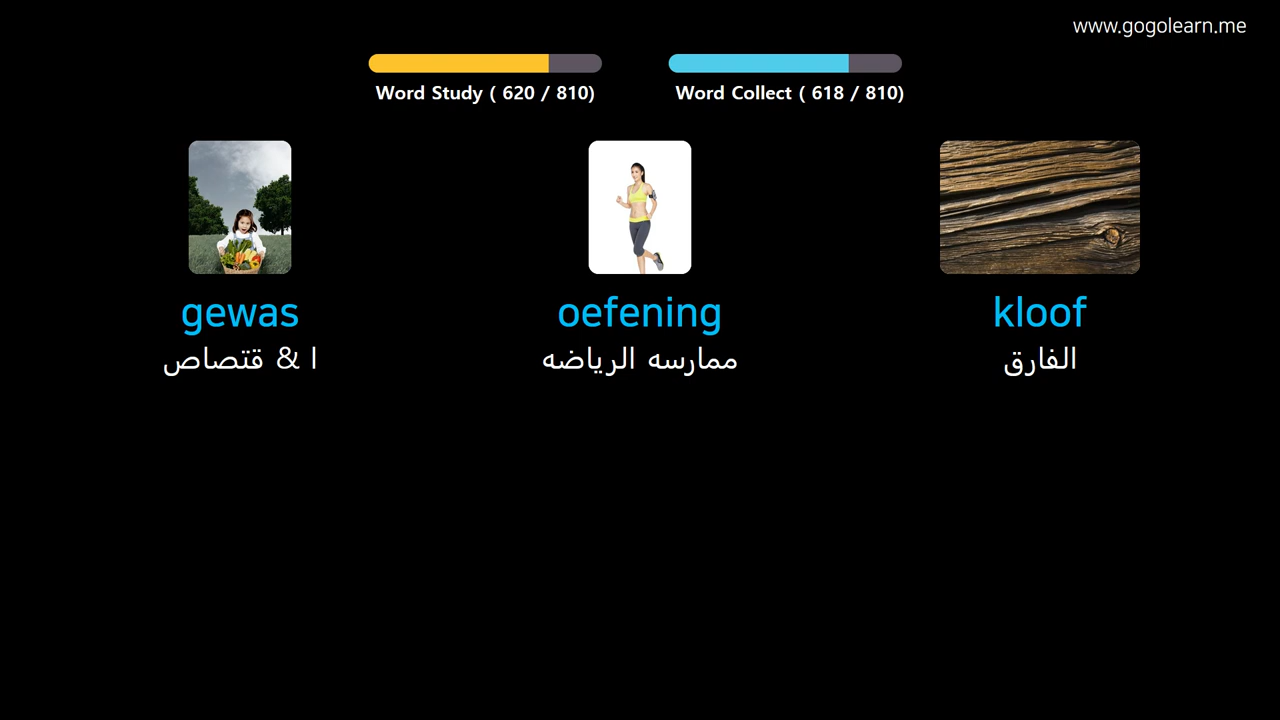 www.gogolearn.me
Word Study ( 620 / 810)
Word Collect ( 618 / 810)
gewas
ا & قتصاص
oefening
ممارسه الرياضه
kloof
الفارق